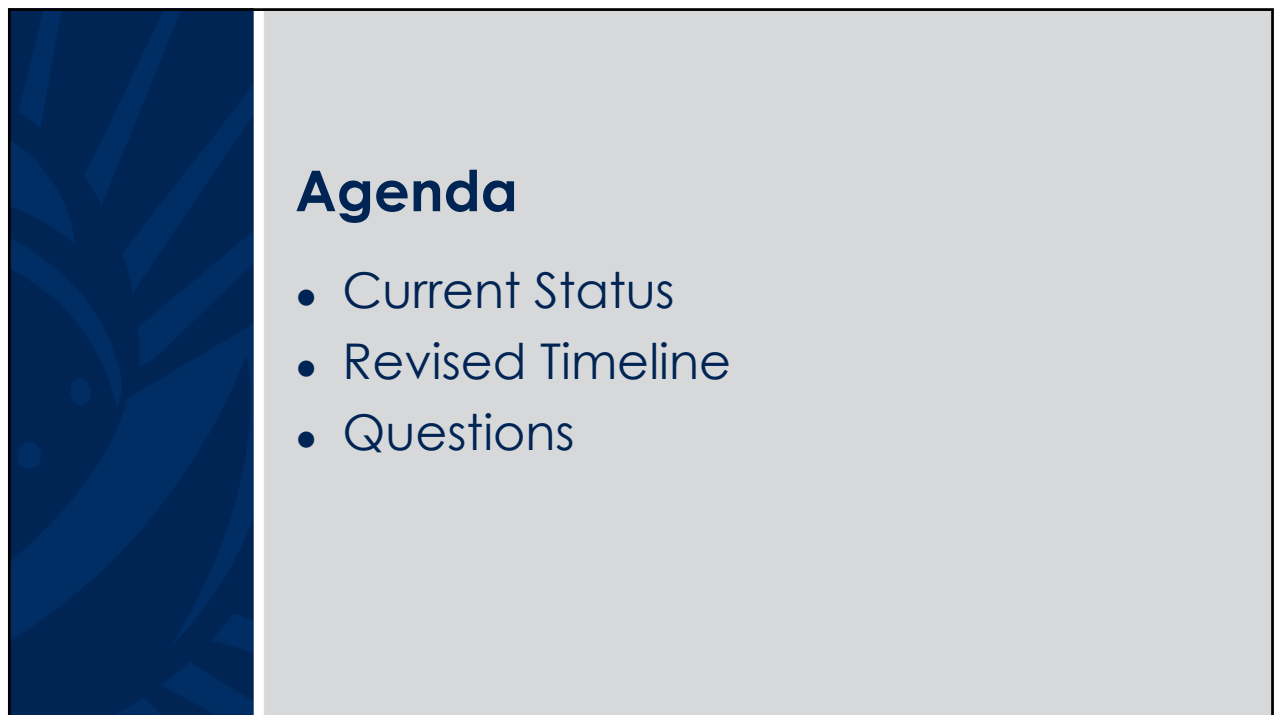 Agenda
• Current Status
• Revised Timeline
• Questions